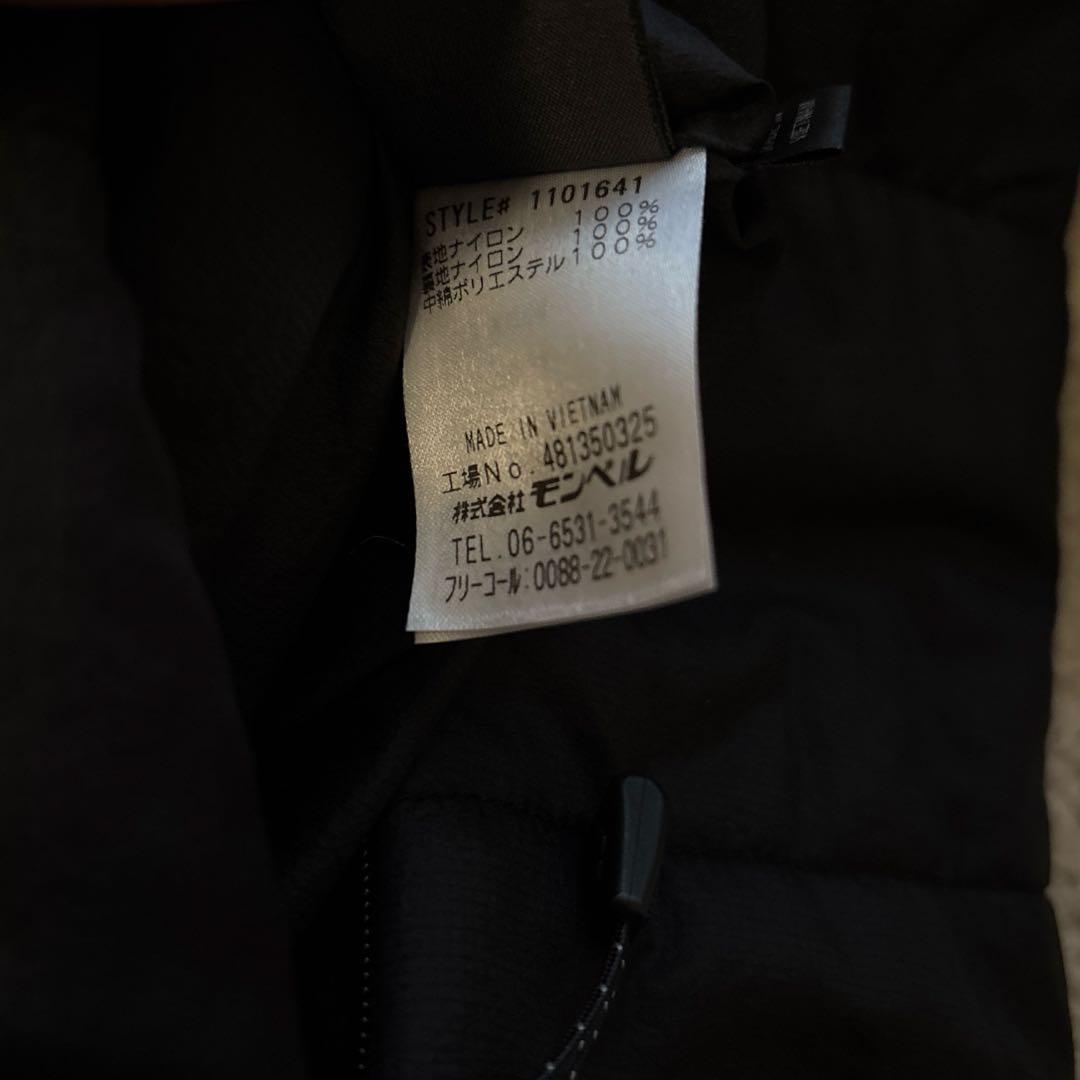 STYLE# 1101641
表地ナイロン 100%
裏地ナイロン 100%
中綿ポリエステル100%
MADE IN VIETNAM
工場No.481350325
株式会社モンベル
TEL.06-6531-3544
フリーコール:0088-22-0031
VIETNAM